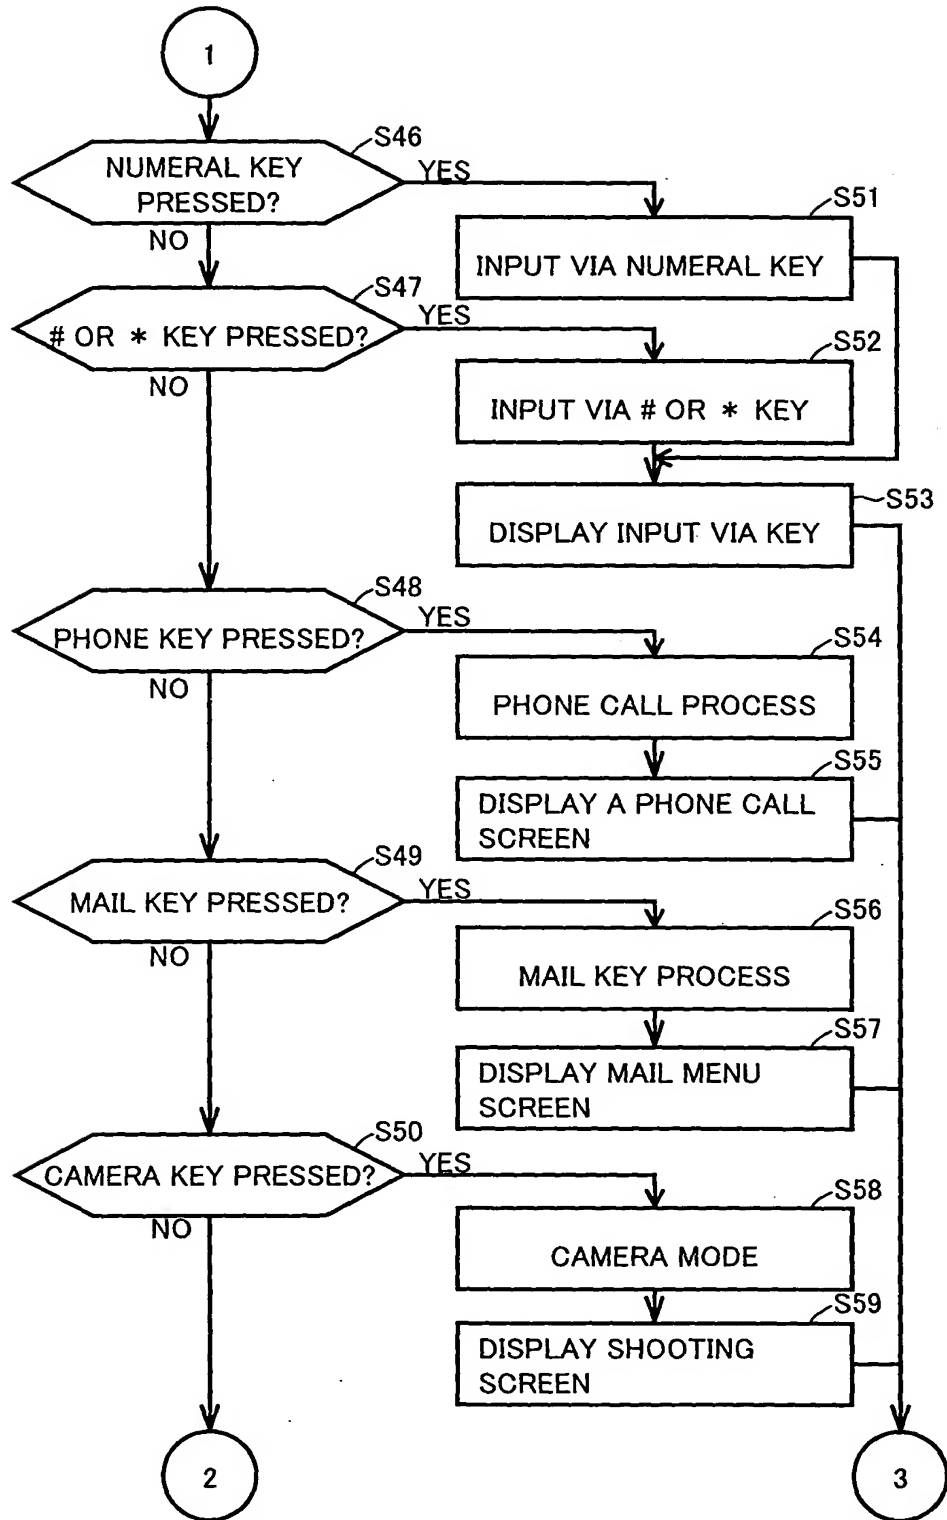 1
S46
NUMERAL KEY
PRESSED?
YES
NO
S51
INPUT VIA NUMERAL KEY
S47
# OR * KEY PRESSED?
YES
NO
S52
INPUT VIA # OR * KEY
S53
DISPLAY INPUT VIA KEY
S48
PHONE KEY PRESSED?
YES
NO
S54
PHONE CALL PROCESS
S55
DISPLAY A PHONE CALL
SCREEN
S49
MAIL KEY PRESSED?
YES
NO
S56
MAIL KEY PROCESS
S57
DISPLAY MAIL MENU
SCREEN
S50
CAMERA KEY PRESSED?
YES
NO
S58
CAMERA MODE
S59
DISPLAY SHOOTING
SCREEN
2
3